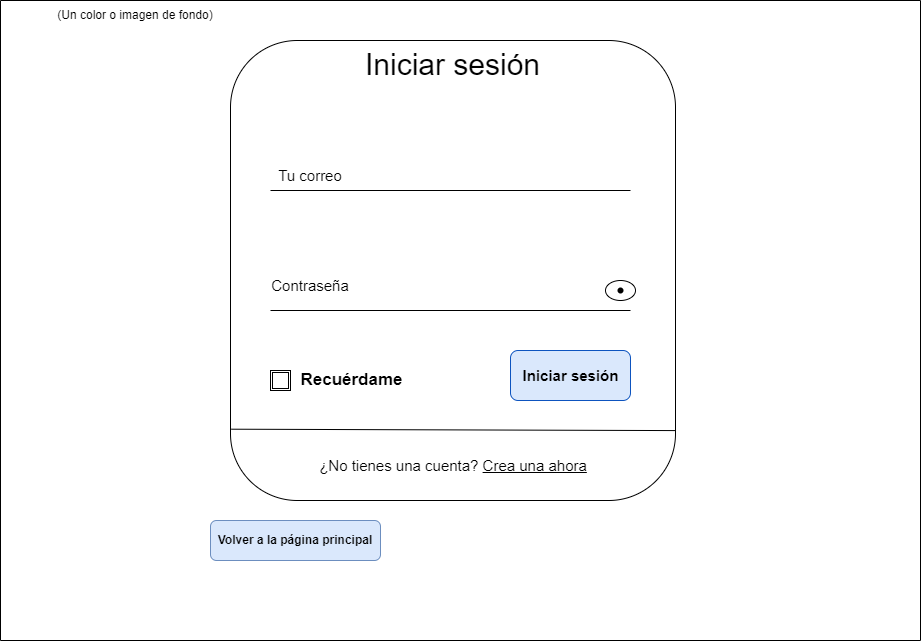 (Un color o imagen de fondo)
Iniciar sesión
Tu correo
Contraseña
Recuérdame
Iniciar sesión
¿No tienes una cuenta? Crea una ahora
Volver a la página principal